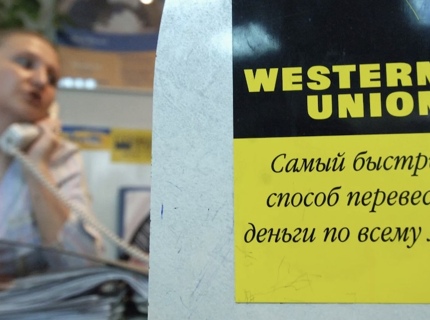 WESTERN
UNION
Самый быстр
способ перевес
деньги по всему